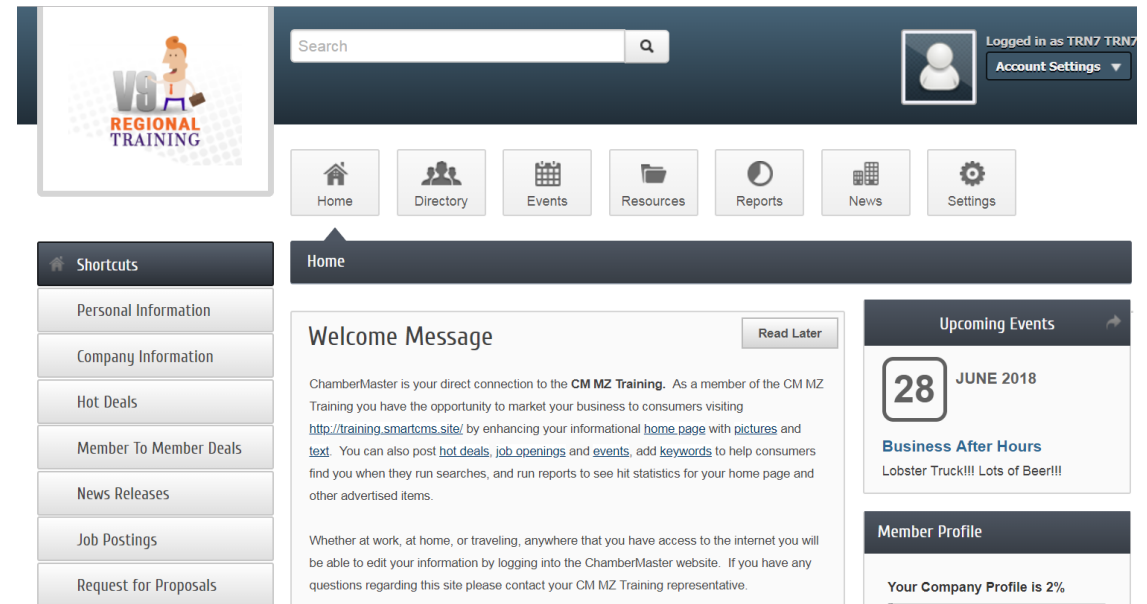 V9
REGIONAL
TRAINING
Search
Logged in as TRN7 TRN7
Account Settings
Home
Directory
Events
Resources
Reports
News
Settings
Shortcuts
Personal Information
Company Information
Hot Deals
Member To Member Deals
News Releases
Job Postings
Request for Proposals
Home
Welcome Message
Read Later
ChamberMaster is your direct connection to the CM MZ Training. As a member of the CM MZ
Training you have the opportunity to market your business to consumers visiting
http://training.smartcms.site/ by enhancing your informational home page with pictures and
text. You can also post hot deals, job openings and events, add keywords to help consumers
find you when they run searches, and run reports to see hit statistics for your home page and
other advertised items.
Whether at work, at home, or traveling, anywhere that you have access to the internet you will
be able to edit your information by logging into the ChamberMaster website. If you have any
questions regarding this site please contact your CM MZ Training representative.
Upcoming Events
28
JUNE 2018
Business After Hours
Lobster Truck!!! Lots of Beer!!!
Member Profile
Your Company Profile is 2%